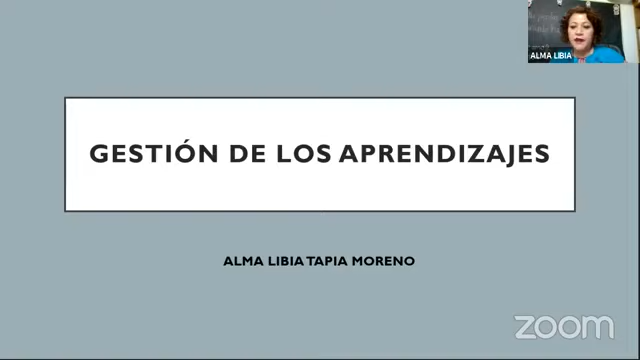 ALMA LIBIA
GESTIÓN DE LOS APRENDIZAJES
ALMA LIBIA TAPIA MORENO
zoom